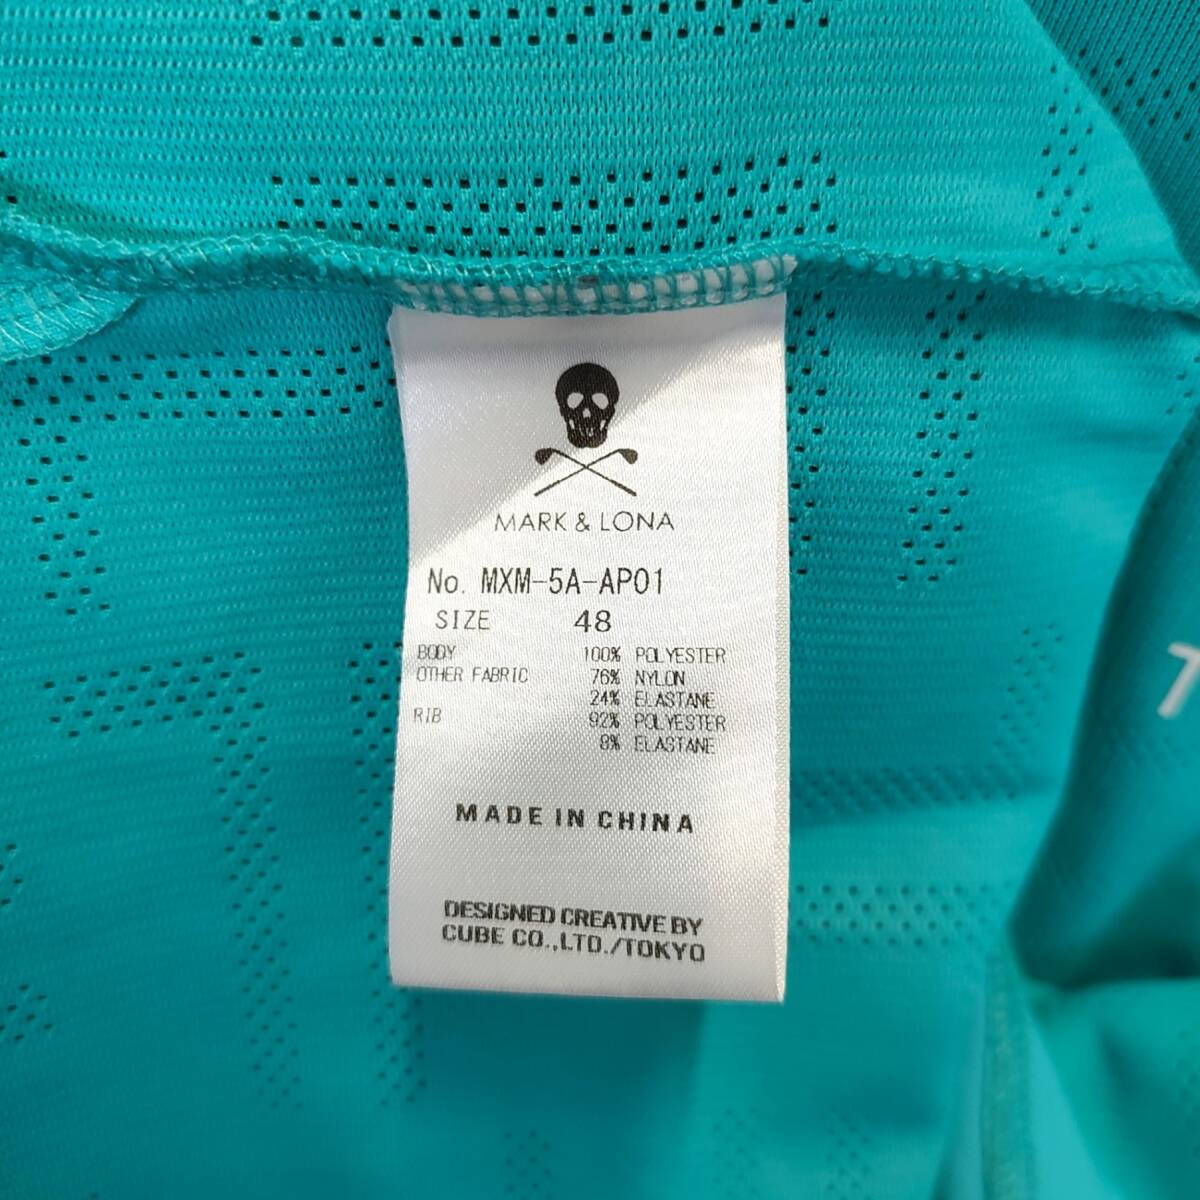 MARK & LONA
No. MXM-5A-AP01
SIZE 48
BODY 100% POLYESTER
OTHER FABRIC 76% NYLON
24% ELASTANE
RIB 92% POLYESTER
8% ELASTANE
MADE IN CHINA
DESIGNED CREATIVE BY
CUBE CO.,LTD./TOKYO
7